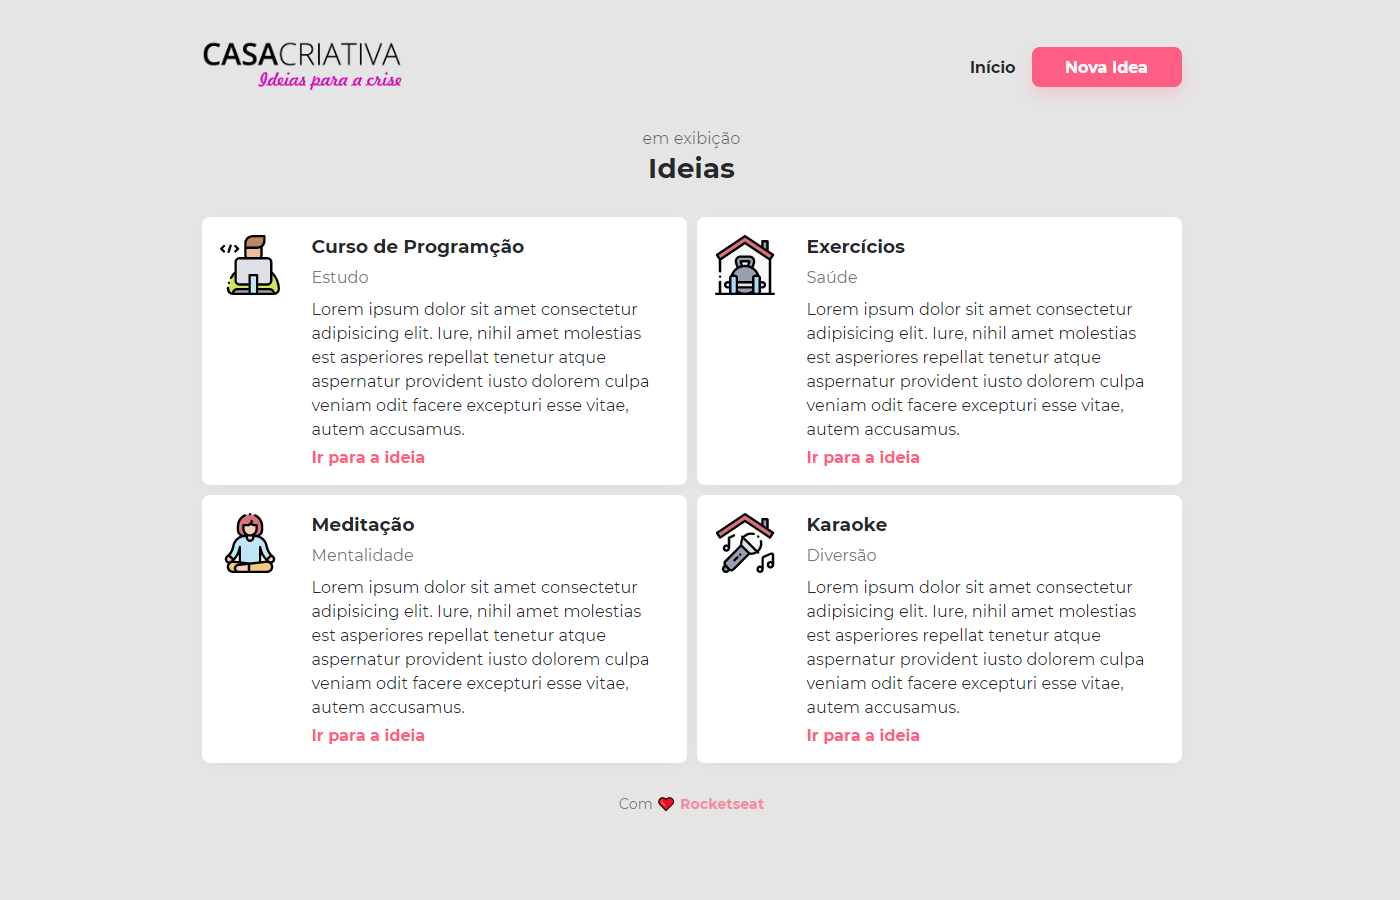 CASACRIATIVA
Ideias para a crise
Início
Nova Idea
em exibição
Ideias
Curso de Programção
Estudo
Lorem ipsum dolor sit amet consectetur
adipisicing elit. Iure, nihil amet molestias
est asperiores repellat tenetur atque
aspernatur provident iusto dolorem culpa
veniam odit facere excepturi esse vitae,
autem accusamus.
Ir para a ideia
Exercícios
Saúde
Lorem ipsum dolor sit amet consectetur
adipisicing elit. Iure, nihil amet molestias
est asperiores repellat tenetur atque
aspernatur provident iusto dolorem culpa
veniam odit facere excepturi esse vitae,
autem accusamus.
Ir para a ideia
Meditação
Mentalidade
Lorem ipsum dolor sit amet consectetur
adipisicing elit. Iure, nihil amet molestias
est asperiores repellat tenetur atque
aspernatur provident iusto dolorem culpa
veniam odit facere excepturi esse vitae,
autem accusamus.
Ir para a ideia
Karaoke
Diversão
Lorem ipsum dolor sit amet consectetur
adipisicing elit. Iure, nihil amet molestias
est asperiores repellat tenetur atque
aspernatur provident iusto dolorem culpa
veniam odit facere excepturi esse vitae,
autem accusamus.
Ir para a ideia
Com ❤ Rocketseat